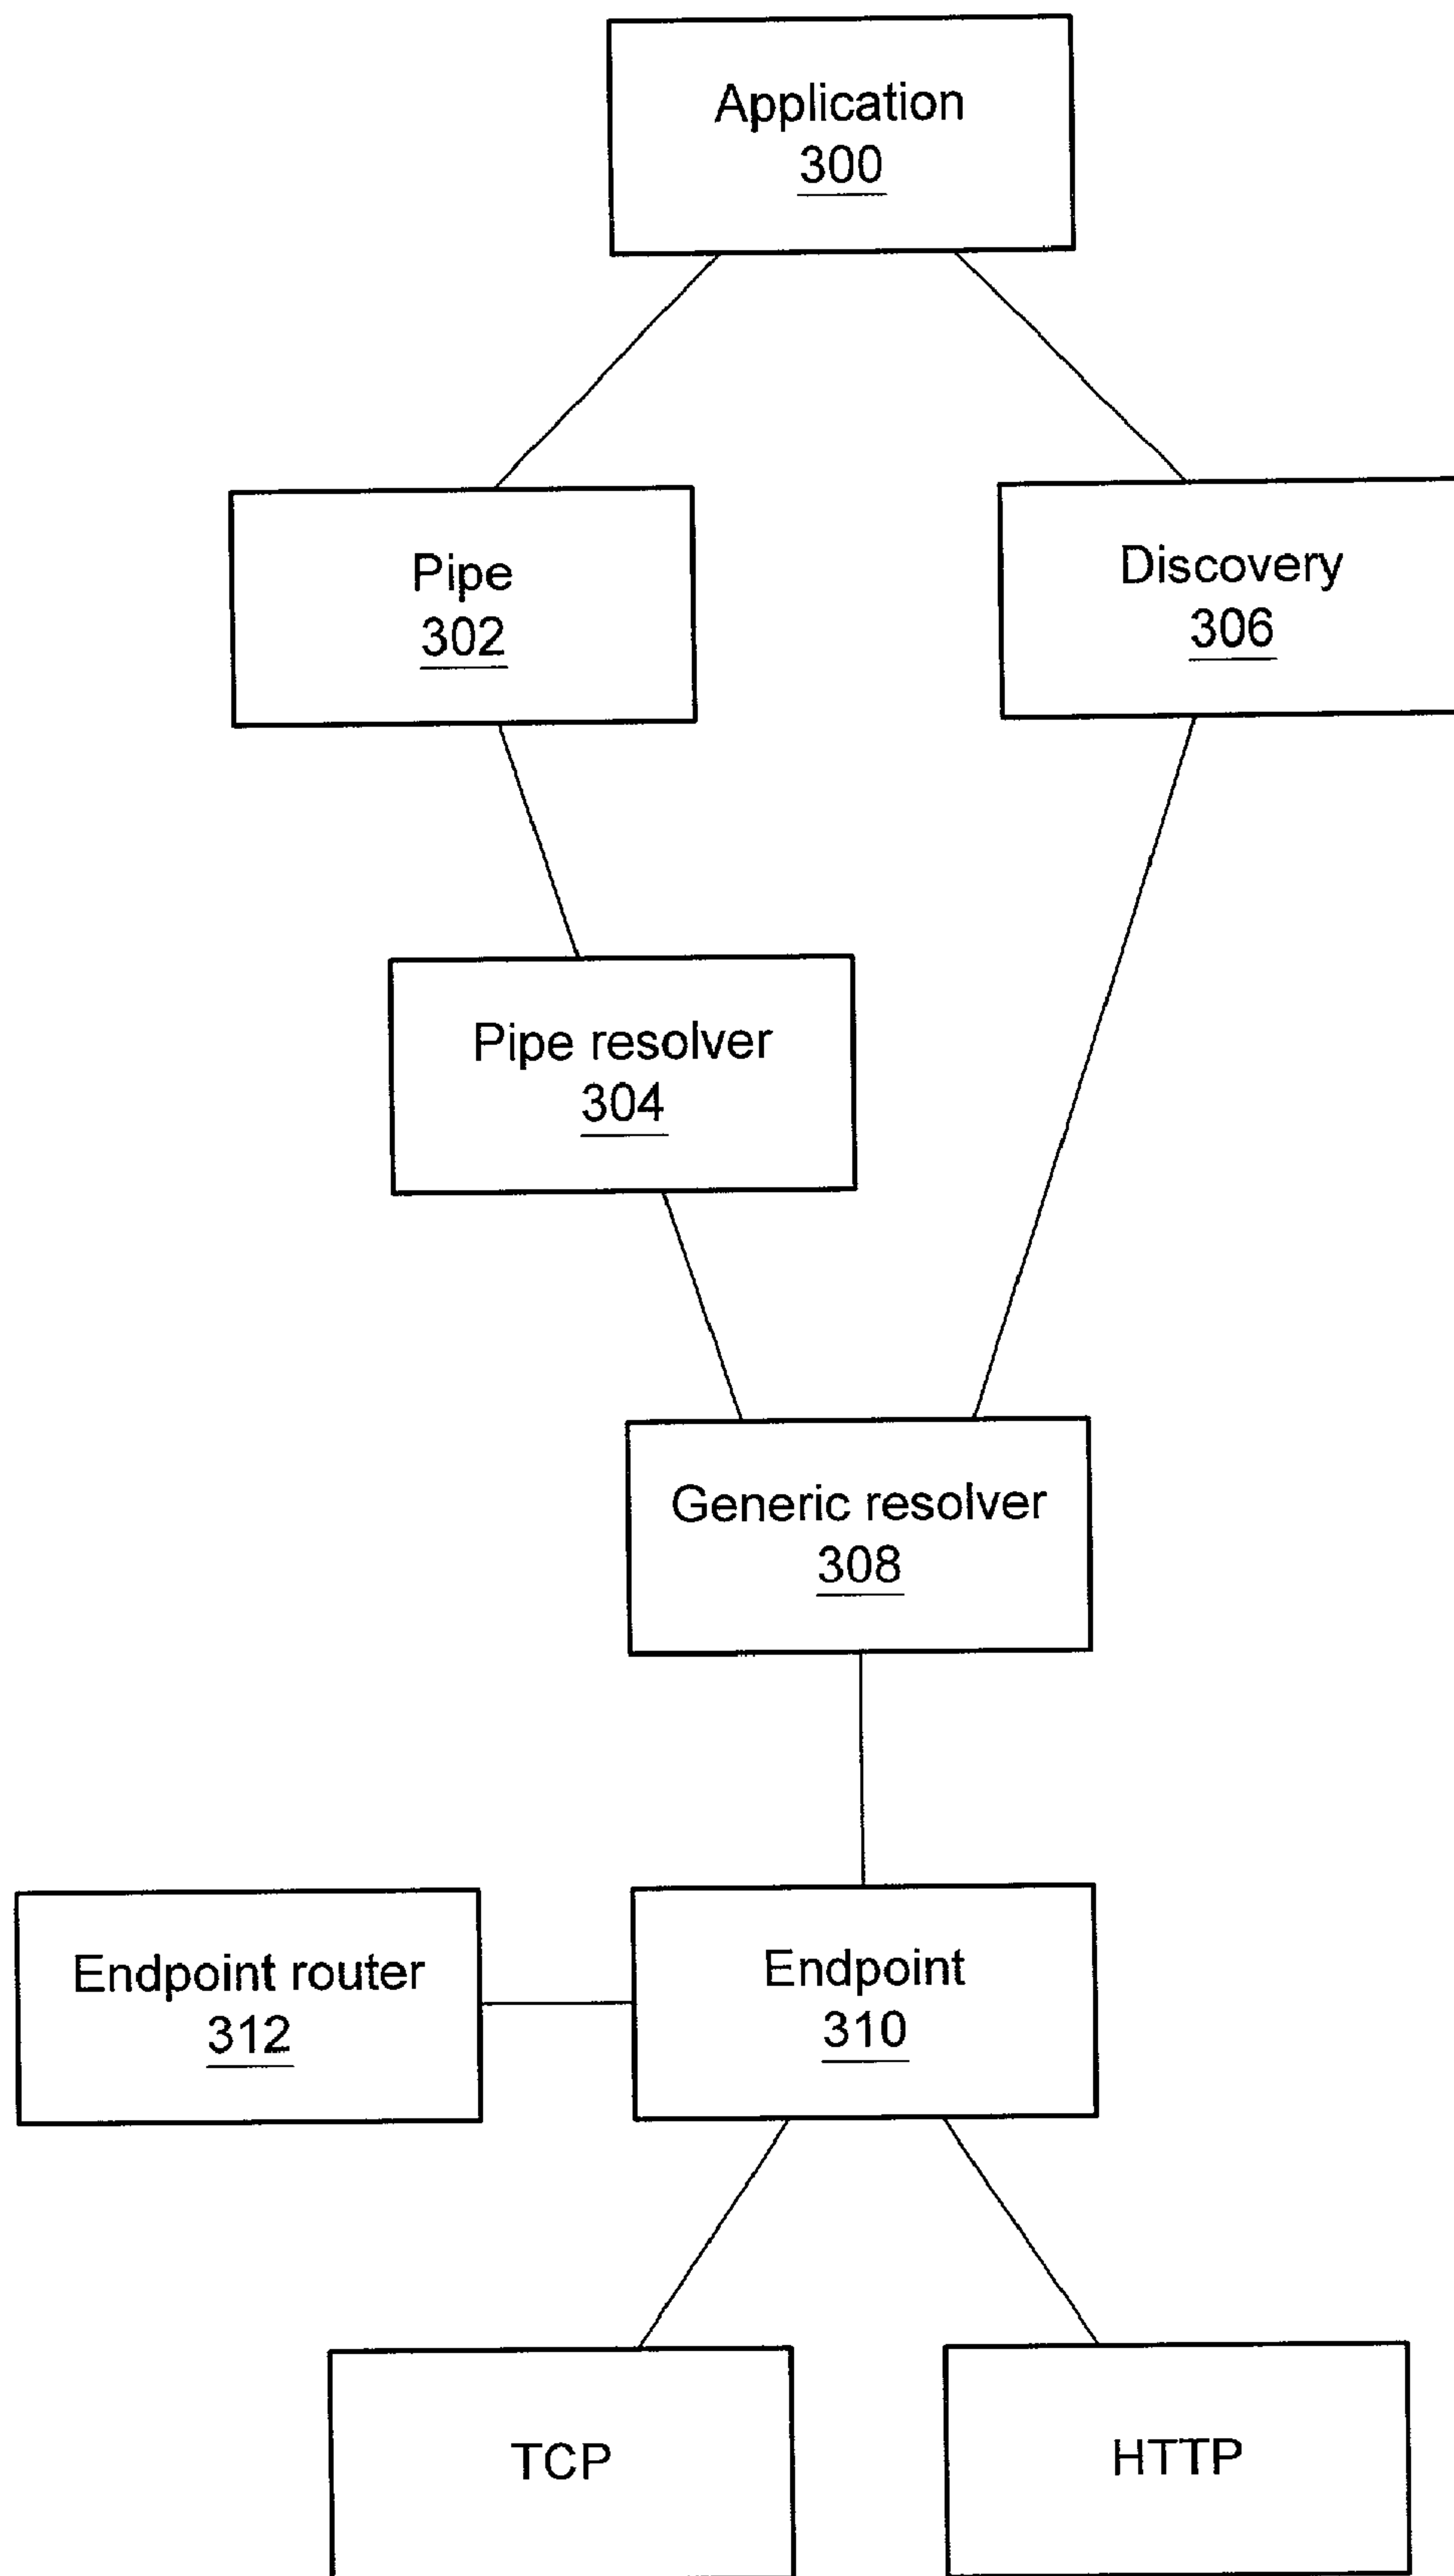 Application
300
Pipe
302
Discovery
306
Pipe resolver
304
Generic resolver
308
Endpoint router
312
Endpoint
310
TCP
HTTP